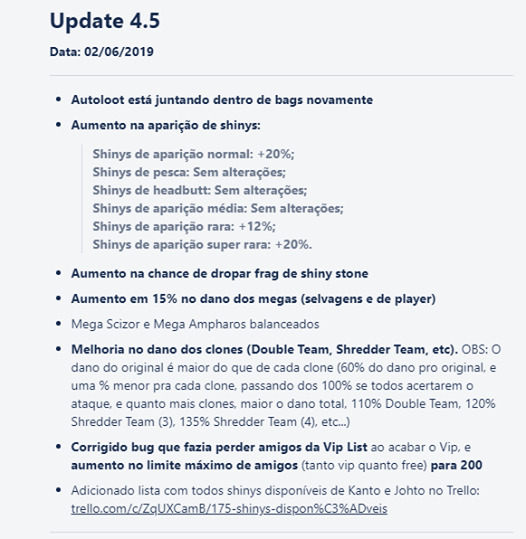 Update 4.5
Data: 02/06/2019
Autoloot está juntando dentro de bags novamente
Aumento na aparição de shinys:
Shinys de aparição normal: +20%;
Shinys de pesca: Sem alterações;
Shinys de headbutt: Sem alterações;
Shinys de aparição média: Sem alterações;
Shinys de aparição rara: +12%;
Shinys de aparição super rara: +20%.
Aumento na chance de dropar frag de shiny stone
Aumento em 15% no dano dos megas (selvagens e de player)
Mega Scizor e Mega Ampharos balanceados
Melhoria no dano dos clones (Double Team, Shredder Team, etc). OBS: O
dano do original é maior do que de cada clone (60% do dano pro original, e
uma % menor pra cada clone, passando dos 100% se todos acertarem o
ataque, e quanto mais clones, maior o dano total, 110% Double Team, 120%
Shredder Team (3), 135% Shredder Team (4), etc...)
Corrigido bug que fazia perder amigos da Vip List ao acabar o Vip, e
aumento no limite máximo de amigos (tanto vip quanto free) para 200
Adicionado lista com todos shinys disponíveis de Kanto e Johto no Trello:
trello.com/c/ZqUXCamB/175-shinys-dispon%C3%ADveis